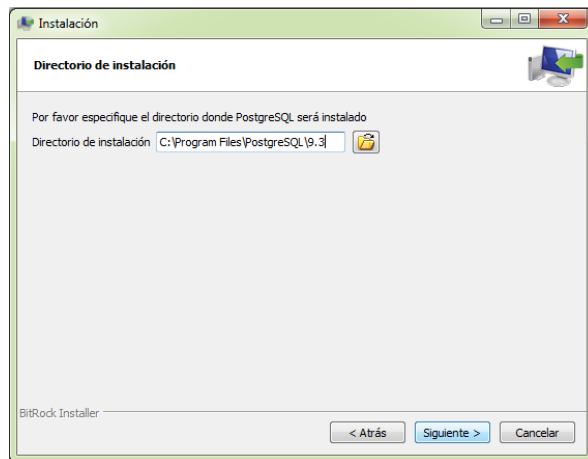 Instalación
Directorio de instalación
Por favor especifique el directorio donde PostgreSQL será instalado
Directorio de instalación C:\Program Files\PostgreSQL\9.3
BitRock Installer
< Atrás Siguiente > Cancelar